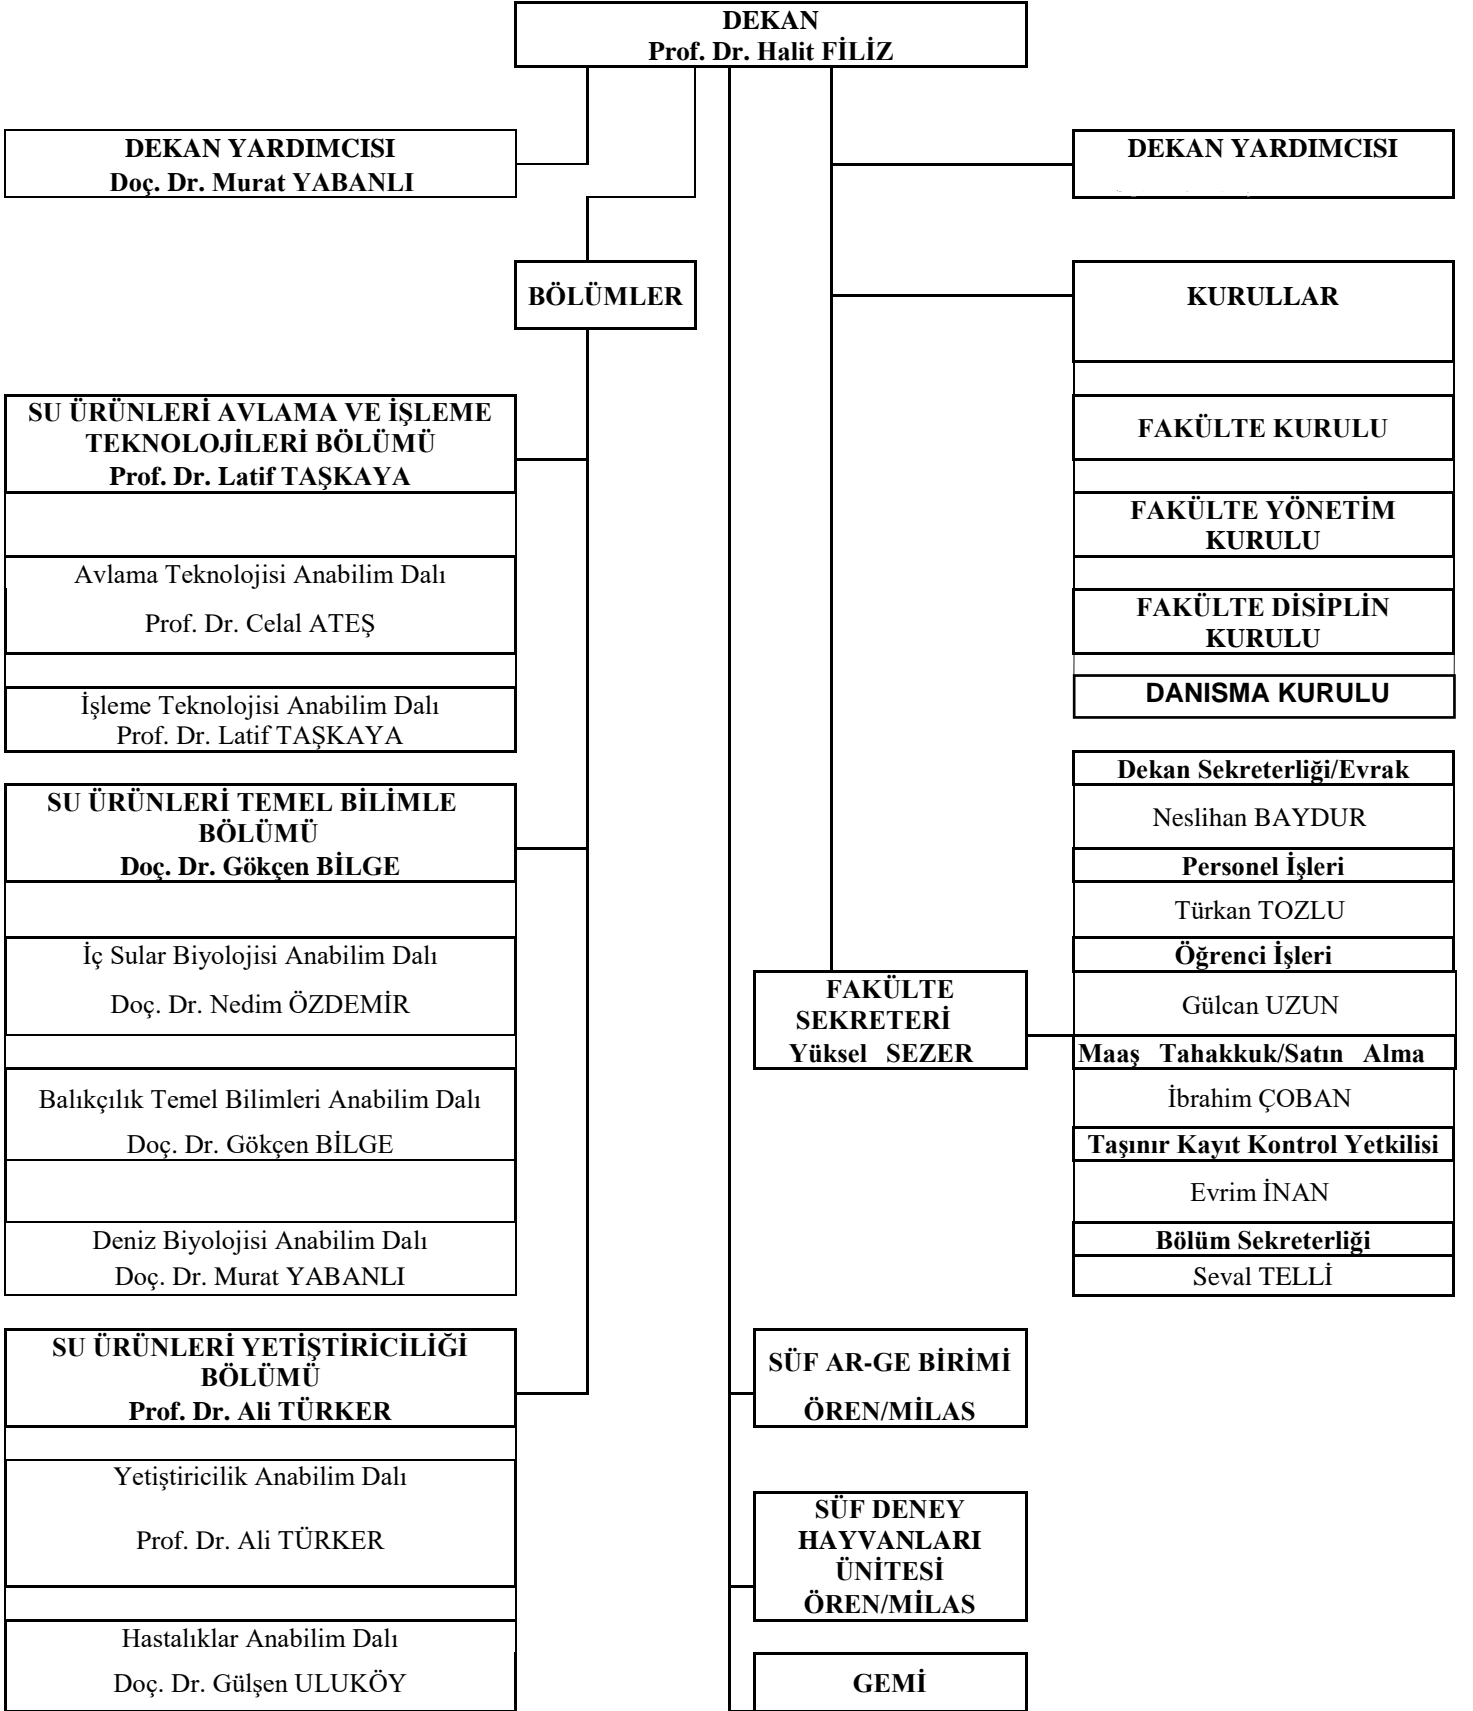 DEKAN
Prof. Dr. Halit FİLİZ
DEKAN YARDIMCISI
Doç. Dr. Murat YABANLI
DEKAN YARDIMCISI
BÖLÜMLER
KURULLAR
SU ÜRÜNLERİ AVLAMA VE İŞLEME
TEKNOLOJİLERİ BÖLÜMÜ
Prof. Dr. Latif TAŞKAYA
Avlama Teknolojisi Anabilim Dalı
Prof. Dr. Celal ATEŞ
İşleme Teknolojisi Anabilim Dalı
Prof. Dr. Latif TAŞKAYA
SU ÜRÜNLERİ TEMEL BİLİMLE
BÖLÜMÜ
Doç. Dr. Gökçen BİLGE
İç Sular Biyolojisi Anabilim Dalı
Doç. Dr. Nedim ÖZDEMİR
Balıkçılık Temel Bilimleri Anabilim Dalı
Doç. Dr. Gökçen BİLGE
Deniz Biyolojisi Anabilim Dalı
Doç. Dr. Murat YABANLI
SU ÜRÜNLERİ YETİŞTİRİCİLİĞİ
BÖLÜMÜ
Prof. Dr. Ali TÜRKER
Yetiştiricilik Anabilim Dalı
Prof. Dr. Ali TÜRKER
Hastalıklar Anabilim Dalı
Doç. Dr. Gülşen ULUKÖY
FAKÜLTE KURULU
FAKÜLTE YÖNETİM
KURULU
FAKÜLTE DİSİPLİN
KURULU
DANISMA KURULU
FAKÜLTE
SEKRETERİ
Yüksel SEZER
Dekan Sekreterliği/Evrak
Neslihan BAYDUR
Personel İşleri
Türkan TOZLU
Öğrenci İşleri
Gülcan UZUN
Maaş Tahakkuk/Satın Alma
İbrahim ÇOBAN
Taşınır Kayıt Kontrol Yetkilisi
Evrim İNAN
Bölüm Sekreterliği
Seval TELLİ
SÜF AR-GE BİRİMİ
ÖREN/MİLAS
SÜF DENEY
HAYVANLARI
ÜNİTESİ
ÖREN/MİLAS
GEMİ